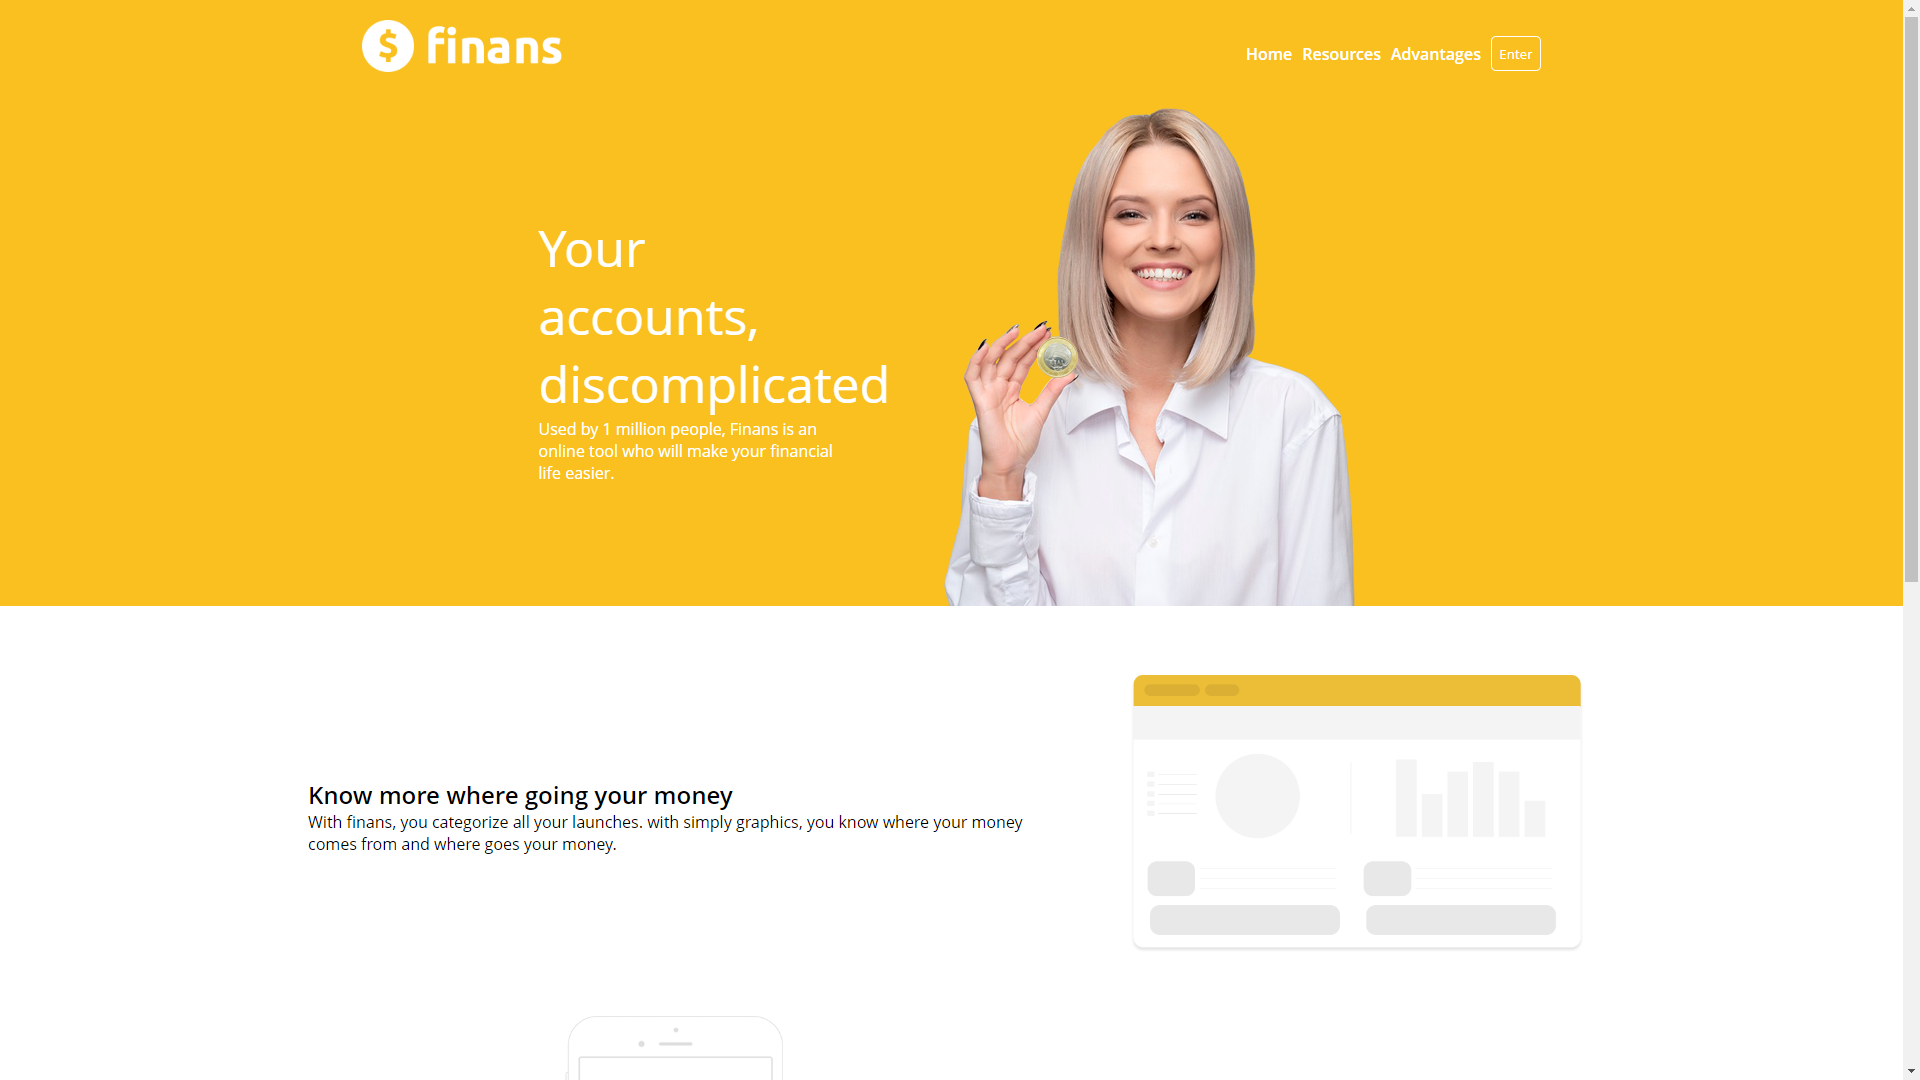 finans
Home Resources Advantages Enter
Your
accounts,
discomplicated
Used by 1 million people, Finans is an
online tool who will make your financial
life easier.
Know more where going your money
With finans, you categorize all your launches. with simply graphics, you know where your money
comes from and where goes your money.